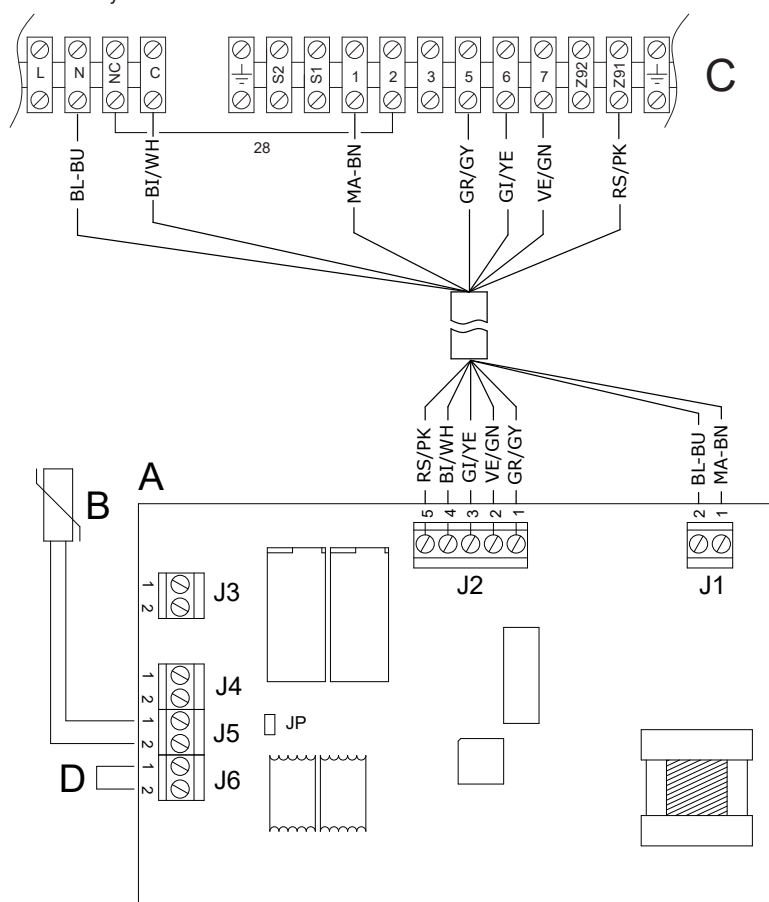 L N NC C S2 S1 1 2 3 5 6 7 Z92 Z91 C
28
BL-BU BI/WH MA-BN GR/GY GI/YE VE/GN RS/PK
RS/PK BI/WH GI/YE VE/GN GR/GY BL-BU MA-BN
A
B
5 4 3 2 1 2 1
J2 J1
1
2
J3
1
2
J4
1
2
J5
JP
D
1
2
J6